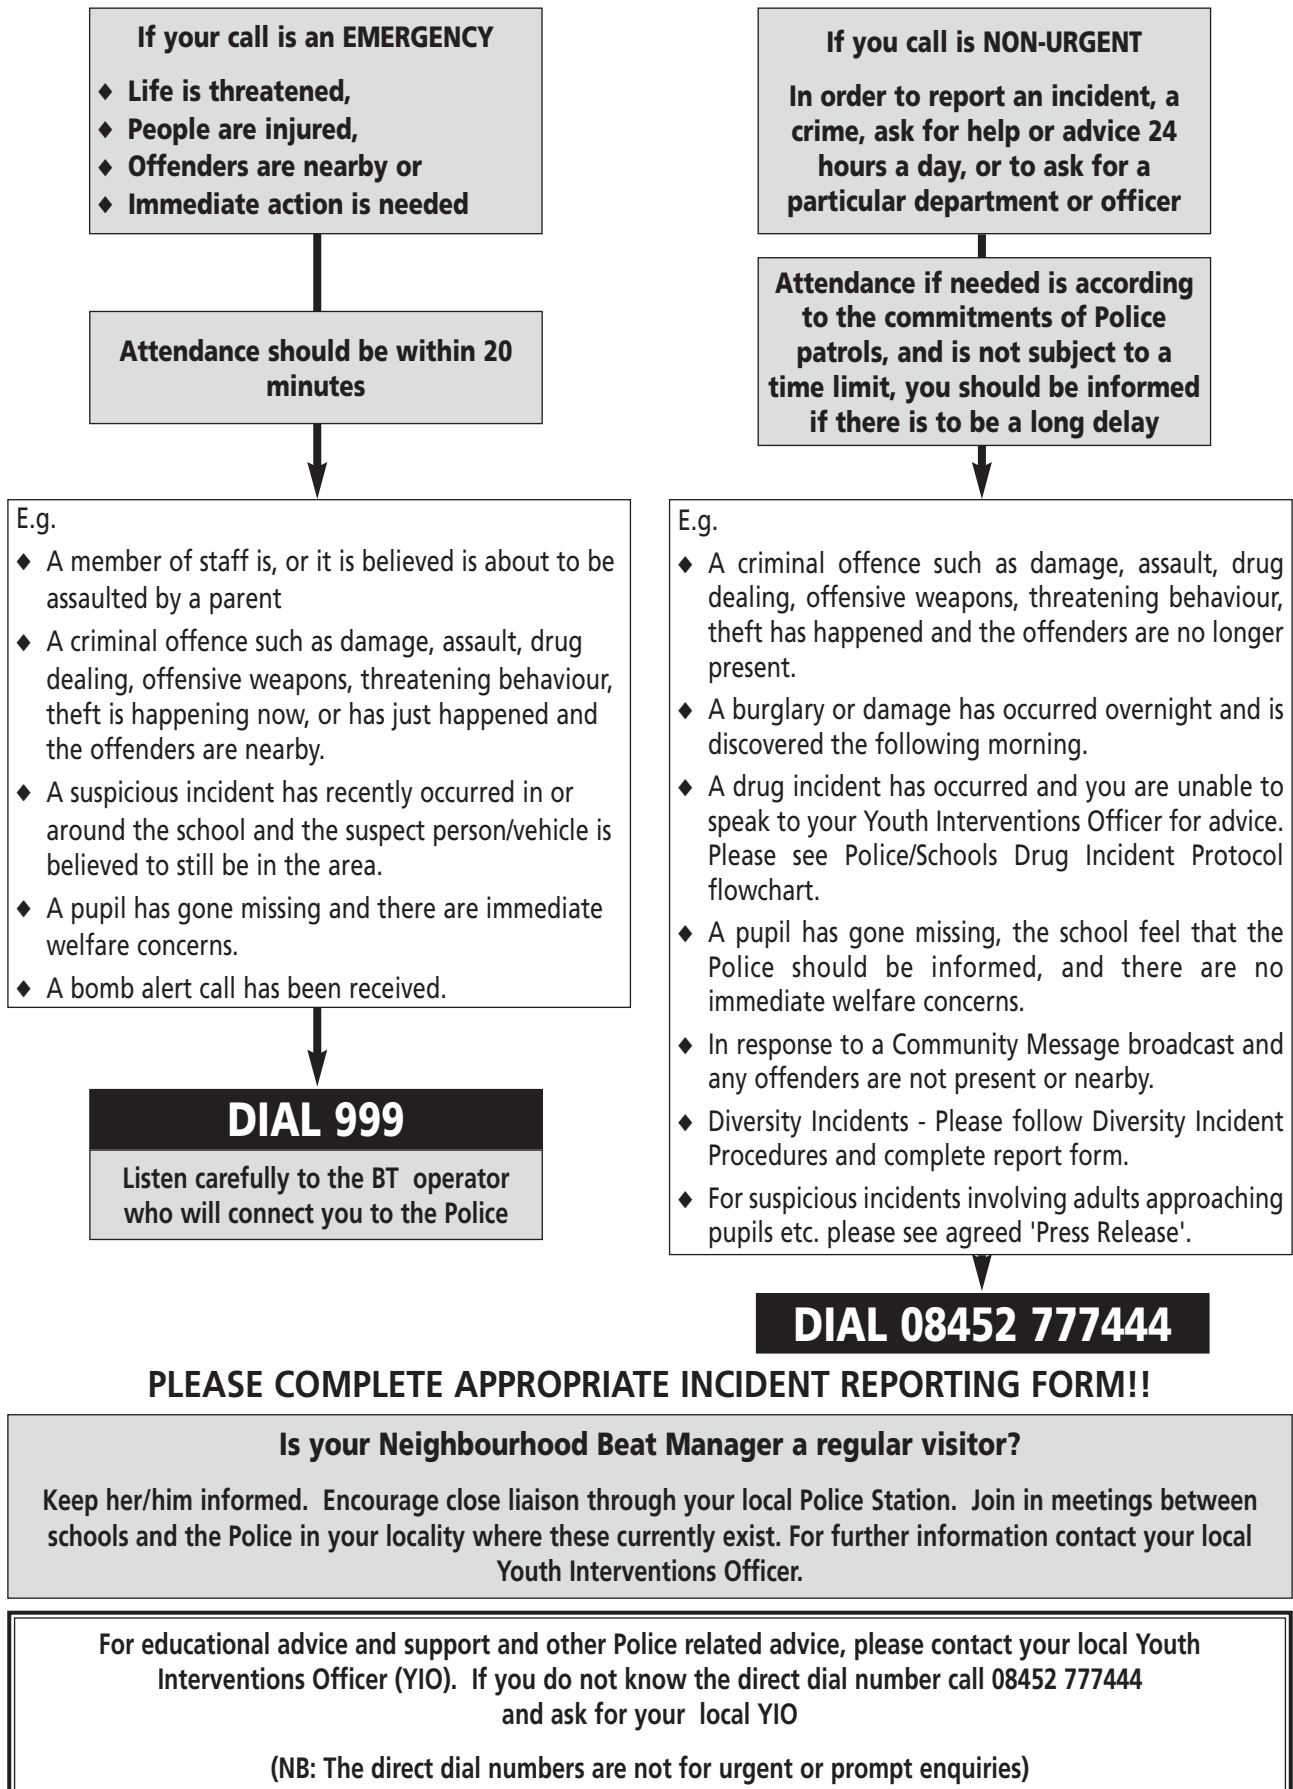 If your call is an EMERGENCY
♦ Life is threatened,
♦ People are injured,
♦ Offenders are nearby or
♦ Immediate action is needed
Attendance should be within 20
minutes
E.g.
♦ A member of staff is, or it is believed is about to be
assaulted by a parent
♦ A criminal offence such as damage, assault, drug
dealing, offensive weapons, threatening behaviour,
theft is happening now, or has just happened and
the offenders are nearby.
♦ A suspicious incident has recently occurred in or
around the school and the suspect person/vehicle is
believed to still be in the area.
♦ A pupil has gone missing and there are immediate
welfare concerns.
♦ A bomb alert call has been received.
DIAL 999
Listen carefully to the BT operator
who will connect you to the Police
If you call is NON-URGENT
In order to report an incident, a
crime, ask for help or advice 24
hours a day, or to ask for a
particular department or officer
Attendance if needed is according
to the commitments of Police
patrols, and is not subject to a
time limit, you should be informed
if there is to be a long delay
E.g.
♦ A criminal offence such as damage, assault, drug
dealing, offensive weapons, threatening behaviour,
theft has happened and the offenders are no longer
present.
♦ A burglary or damage has occurred overnight and is
discovered the following morning.
♦ A drug incident has occurred and you are unable to
speak to your Youth Interventions Officer for advice.
Please see Police/Schools Drug Incident Protocol
flowchart.
♦ A pupil has gone missing, the school feel that the
Police should be informed, and there are no
immediate welfare concerns.
♦ In response to a Community Message broadcast and
any offenders are not present or nearby.
♦ Diversity Incidents - Please follow Diversity Incident
Procedures and complete report form.
♦ For suspicious incidents involving adults approaching
pupils etc. please see agreed 'Press Release'.
DIAL 08452 777444
PLEASE COMPLETE APPROPRIATE INCIDENT REPORTING FORM!!
Is your Neighbourhood Beat Manager a regular visitor?
Keep her/him informed. Encourage close liaison through your local Police Station. Join in meetings between
schools and the Police in your locality where these currently exist. For further information contact your local
Youth Interventions Officer.
For educational advice and support and other Police related advice, please contact your local Youth
Interventions Officer (YIO). If you do not know the direct dial number call 08452 777444
and ask for your local YIO
(NB: The direct dial numbers are not for urgent or prompt enquiries)